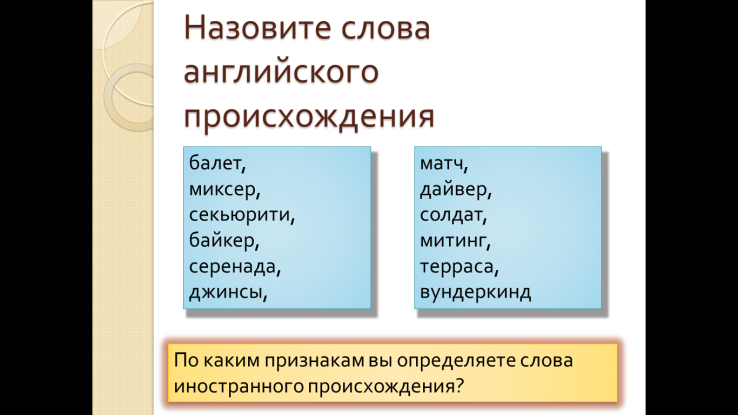 Назовите слова
английского
происхождения
балет,
миксер,
секьюрити,
байкер,
серенада,
джинсы,
матч,
дайвер,
солдат,
митинг,
терраса,
вундеркинд
По каким признакам вы определяете слова
иностранного происхождения?